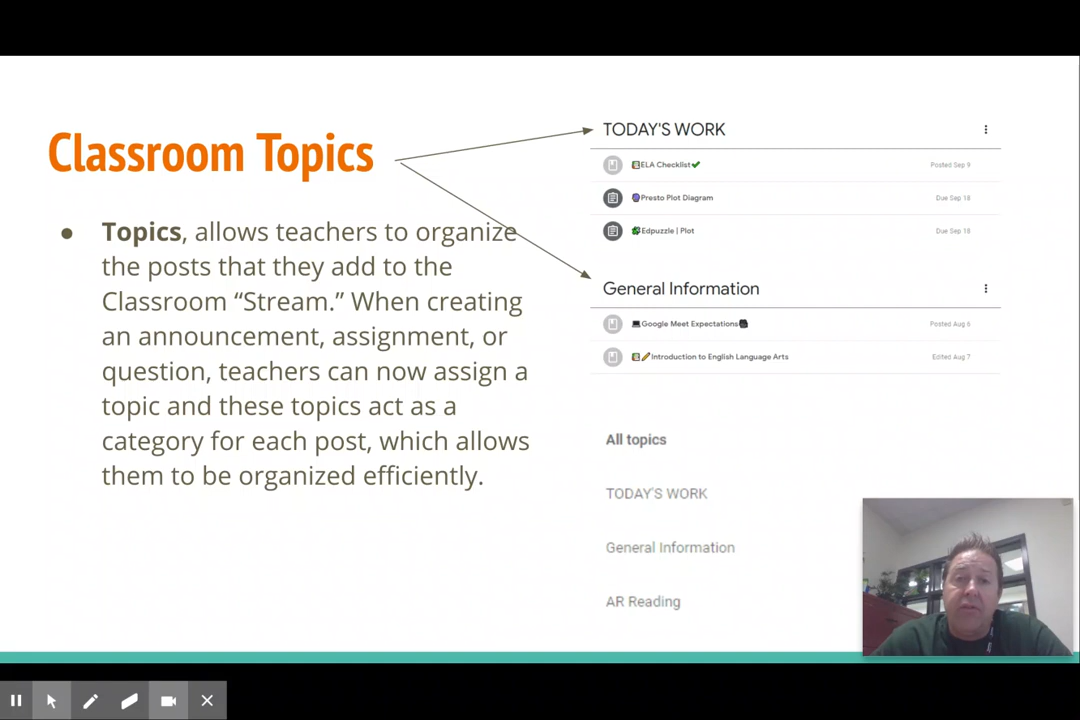 Classroom Topics
● Topics, allows teachers to organize
the posts that they add to the
Classroom “Stream.” When creating
an announcement, assignment, or
question, teachers can now assign a
topic and these topics act as a
category for each post, which allows
them to be organized efficiently.
TODAY'S WORK
ELA Checklist Posted Sep 9
Presto Plot Diagram Due Sep 18
Edpuzzle | Plot Due Sep 18
General Information
Google Meet Expectations Posted Aug 6
Introduction to English Language Arts Edited Aug 7
All topics
TODAY'S WORK
General Information
AR Reading